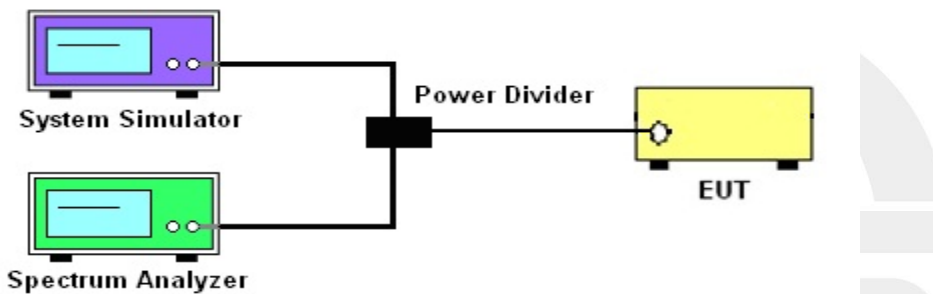 System Simulator
Power Divider
EUT
Spectrum Analyzer